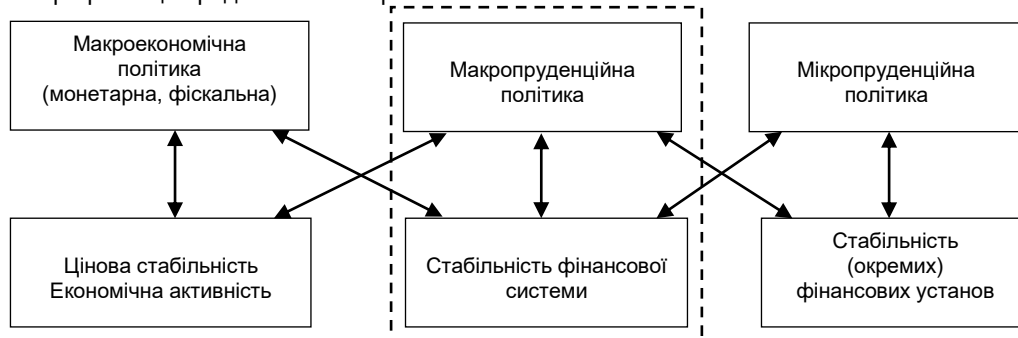 Макроекономічна
політика
(монетарна, фіскальна)
Макропруденційна
політика
Мікропруденційна
політика
Цінова стабільність
Економічна активність
Стабільність фінансової
системи
Стабільність
(окремих)
фінансових установ